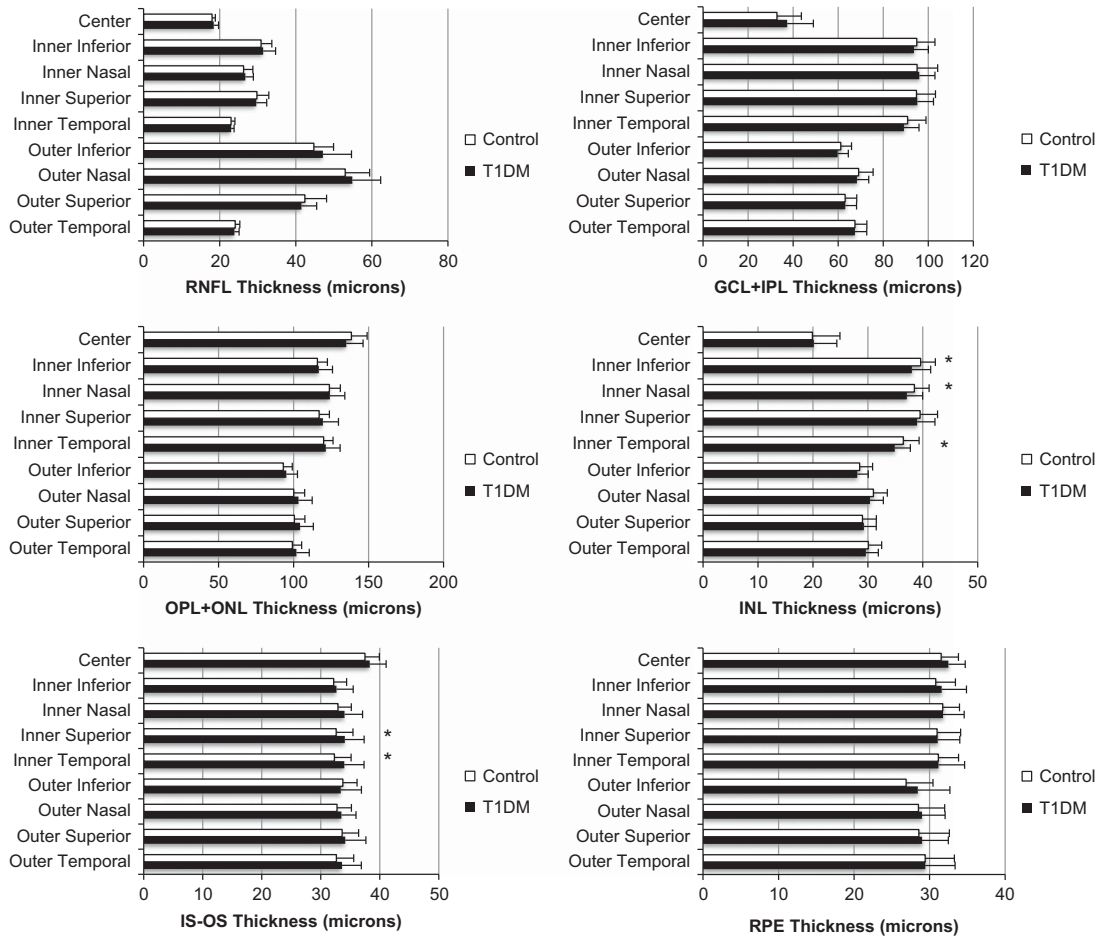 Center
Inner Inferior
Inner Nasal
Inner Superior
Inner Temporal
Outer Inferior
Outer Nasal
Outer Superior
Outer Temporal
Control
T1DM
0 20 40 60 80
RNFL Thickness (microns)
Center
Inner Inferior
Inner Nasal
Inner Superior
Inner Temporal
Outer Inferior
Outer Nasal
Outer Superior
Outer Temporal
Control
T1DM
0 20 40 60 80 100 120
GCL+IPL Thickness (microns)
Center
Inner Inferior
Inner Nasal
Inner Superior
Inner Temporal
Outer Inferior
Outer Nasal
Outer Superior
Outer Temporal
Control
T1DM
0 50 100 150 200
OPL+ONL Thickness (microns)
Center
Inner Inferior *
Inner Nasal *
Inner Superior
Inner Temporal *
Outer Inferior
Outer Nasal
Outer Superior
Outer Temporal
Control
T1DM
0 10 20 30 40 50
INL Thickness (microns)
Center
Inner Inferior
Inner Nasal
Inner Superior *
Inner Temporal *
Outer Inferior
Outer Nasal
Outer Superior
Outer Temporal
Control
T1DM
0 10 20 30 40 50
IS-OS Thickness (microns)
Center
Inner Inferior
Inner Nasal
Inner Superior
Inner Temporal
Outer Inferior
Outer Nasal
Outer Superior
Outer Temporal
Control
T1DM
0 10 20 30 40
RPE Thickness (microns)